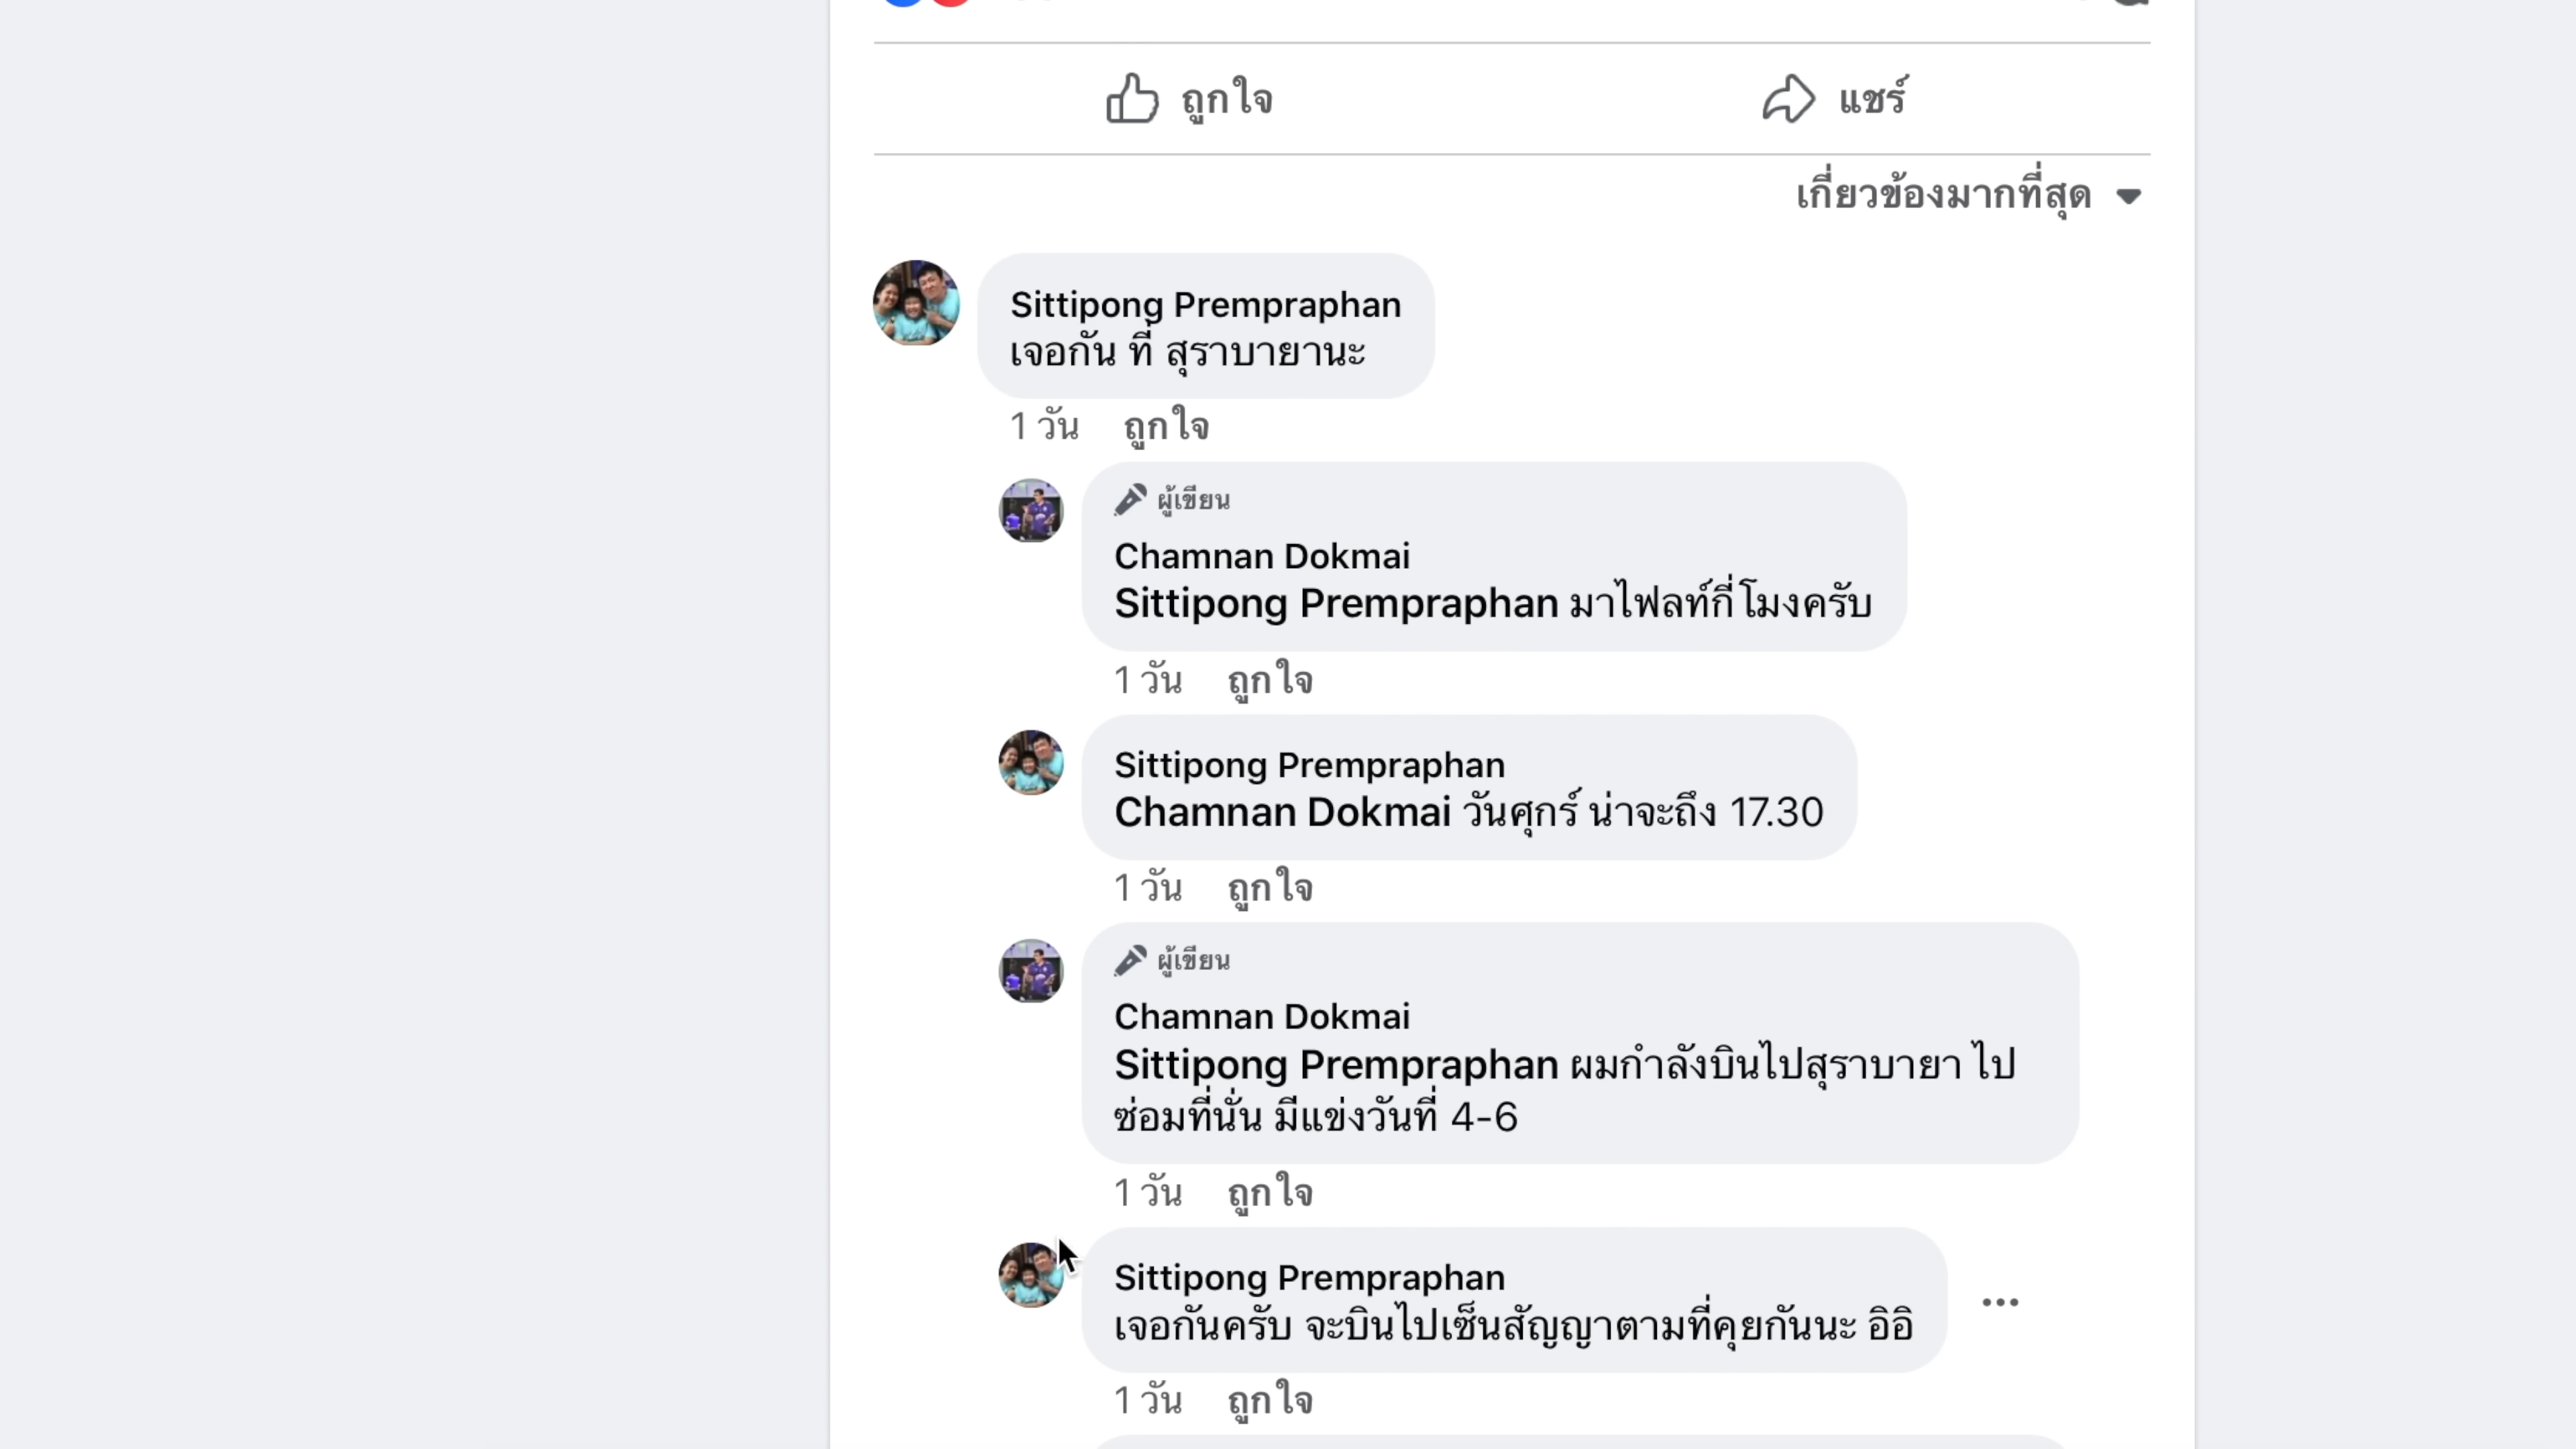 ถูกใจ
แชร์
เกี่ยวข้องมากที่สุด
Sittipong Prempraphan
เจอกัน ที่ สุราบายานะ
1 วัน ถูกใจ
ผู้เขียน
Chamnan Dokmai
Sittipong Prempraphan มาไฟลท์กี่โมงครับ
1 วัน ถูกใจ
Sittipong Prempraphan
Chamnan Dokmai วันศุกร์ น่าจะถึง 17.30
1 วัน ถูกใจ
ผู้เขียน
Chamnan Dokmai
Sittipong Prempraphan ผมกำลังบินไปสุราบายา ไป
ซ่อมที่นั่น มีแข่งวันที่ 4-6
1 วัน ถูกใจ
Sittipong Prempraphan
เจอกันครับ จะบินไปเซ็นสัญญาตามที่คุยกันนะ อิอิ
1 วัน ถูกใจ